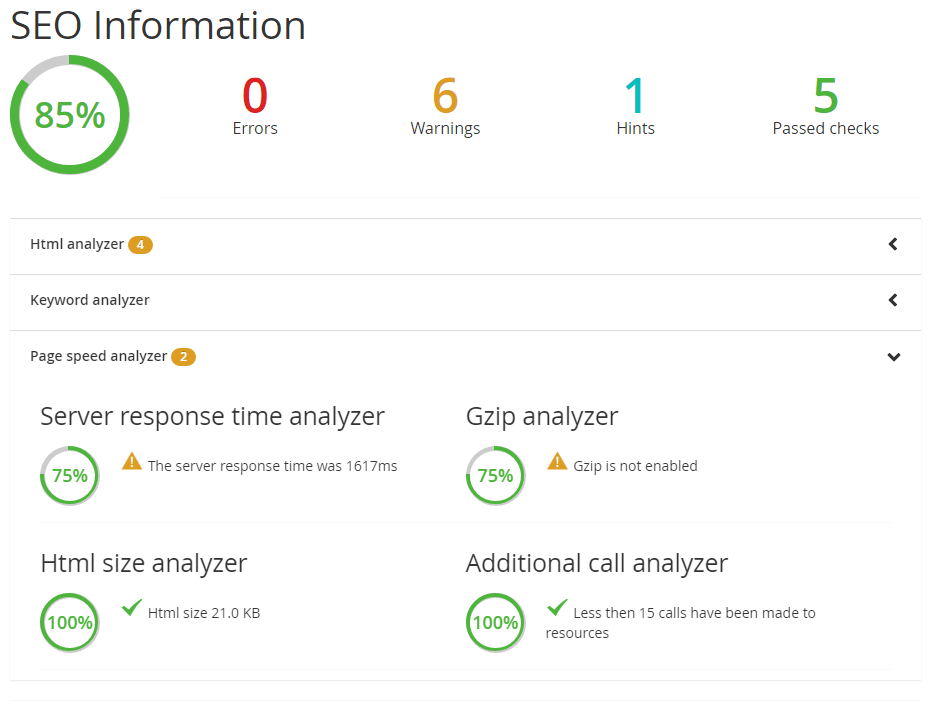 SEO Information
85%
0
Errors
6
Warnings
1
Hints
5
Passed checks
Html analyzer 4
Keyword analyzer
Page speed analyzer 2
Server response time analyzer
75%
The server response time was 1617ms
Gzip analyzer
75%
Gzip is not enabled
Html size analyzer
100%
Html size 21.0 KB
Additional call analyzer
100%
Less then 15 calls have been made to
resources